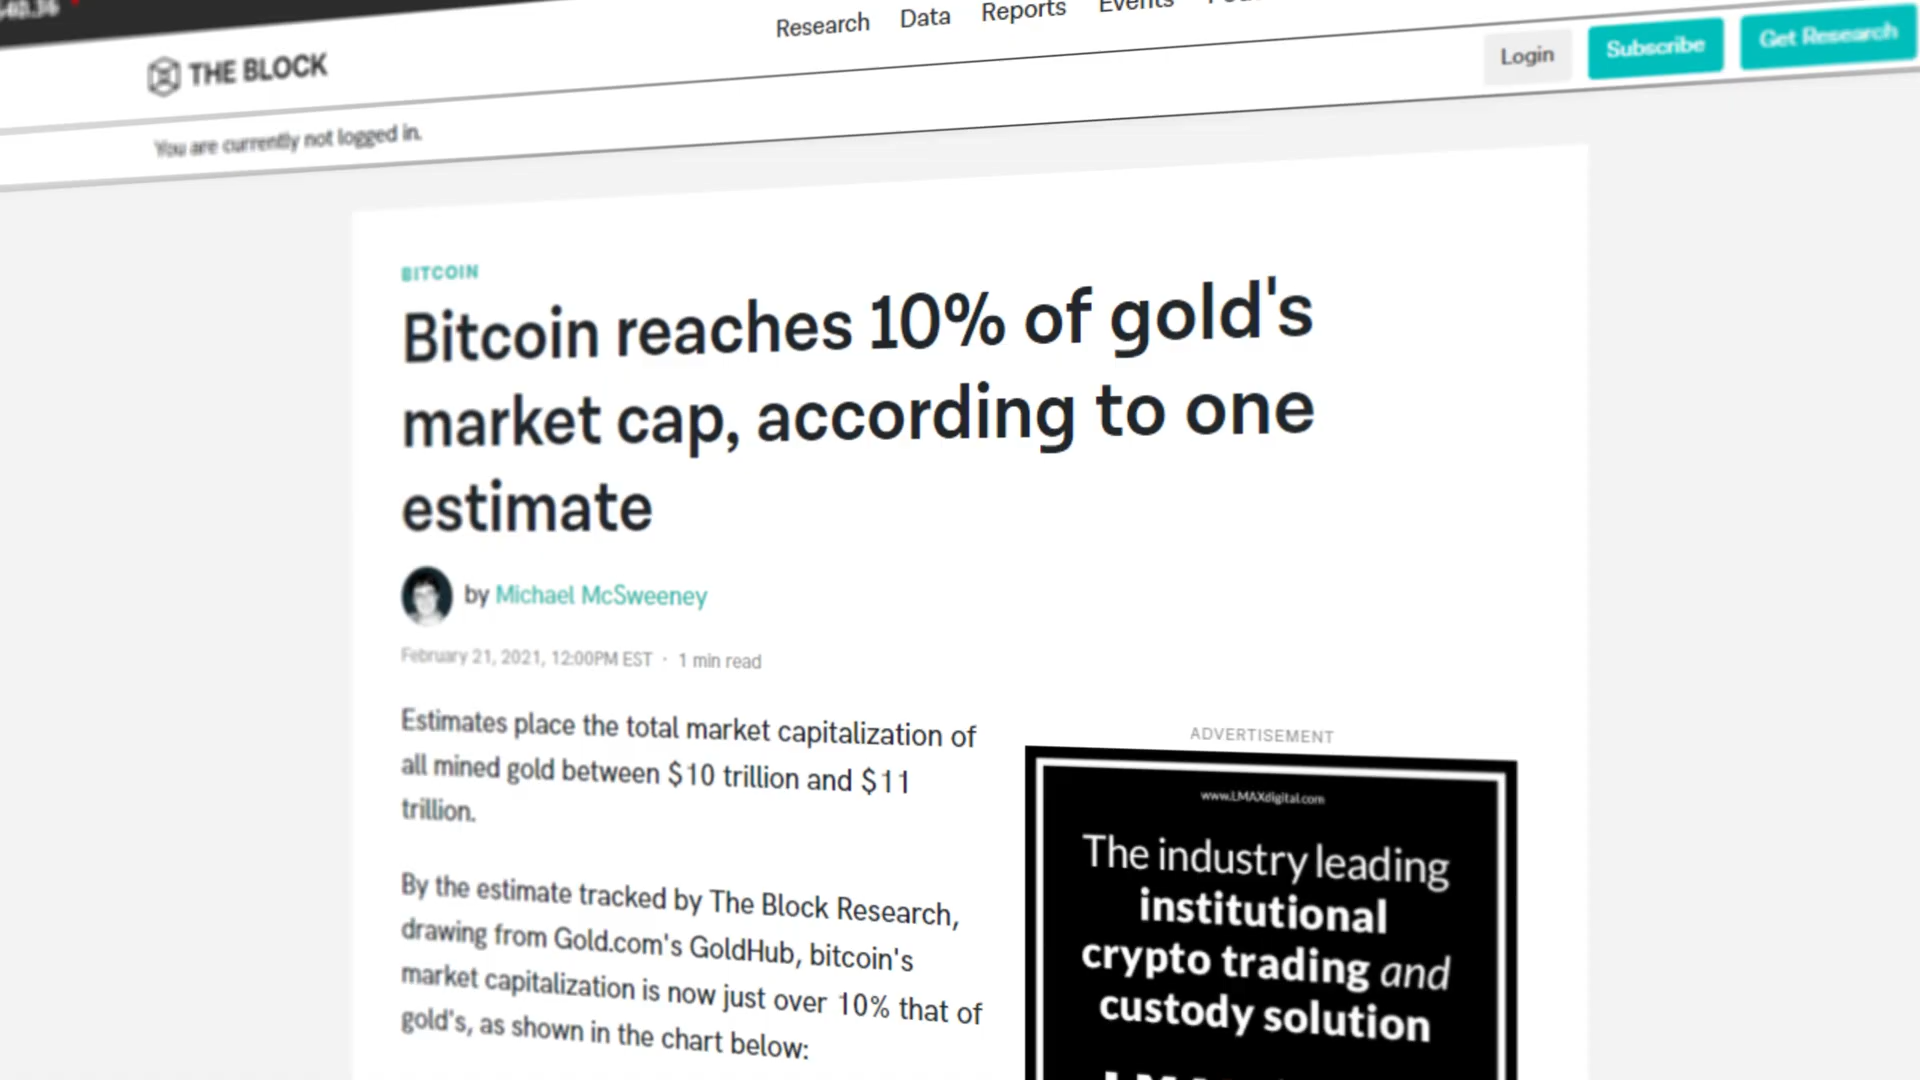 Research Data Reports Events
THE BLOCK
Login Subscribe Get Research
You are currently not logged in.
BITCOIN
Bitcoin reaches 10% of gold's
market cap, according to one
estimate
by Michael McSweeney
February 21, 2021, 12:00PM EST · 1 min read
Estimates place the total market capitalization of
all mined gold between $10 trillion and $11
trillion.
By the estimate tracked by The Block Research,
drawing from Gold.com's GoldHub, bitcoin's
market capitalization is now just over 10% that of
gold's, as shown in the chart below:
ADVERTISEMENT
www.LMAXdigital.com
The industry leading
institutional
crypto trading and
custody solution